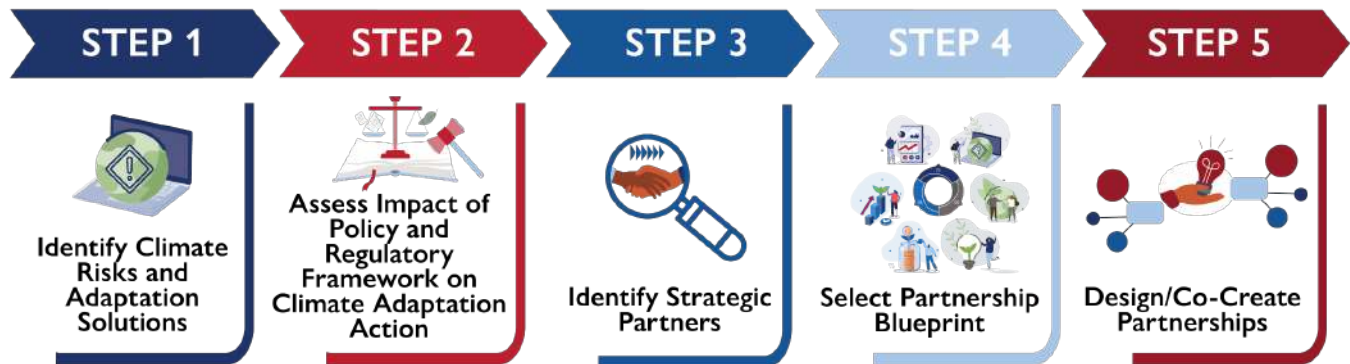 STEP 1
STEP 2
STEP 3
STEP 4
STEP 5
Identify Climate
Risks and
Adaptation
Solutions
Assess Impact of
Policy and
Regulatory
Framework on
Climate Adaptation
Action
Identify Strategic
Partners
Select Partnership
Blueprint
Design/Co-Create
Partnerships